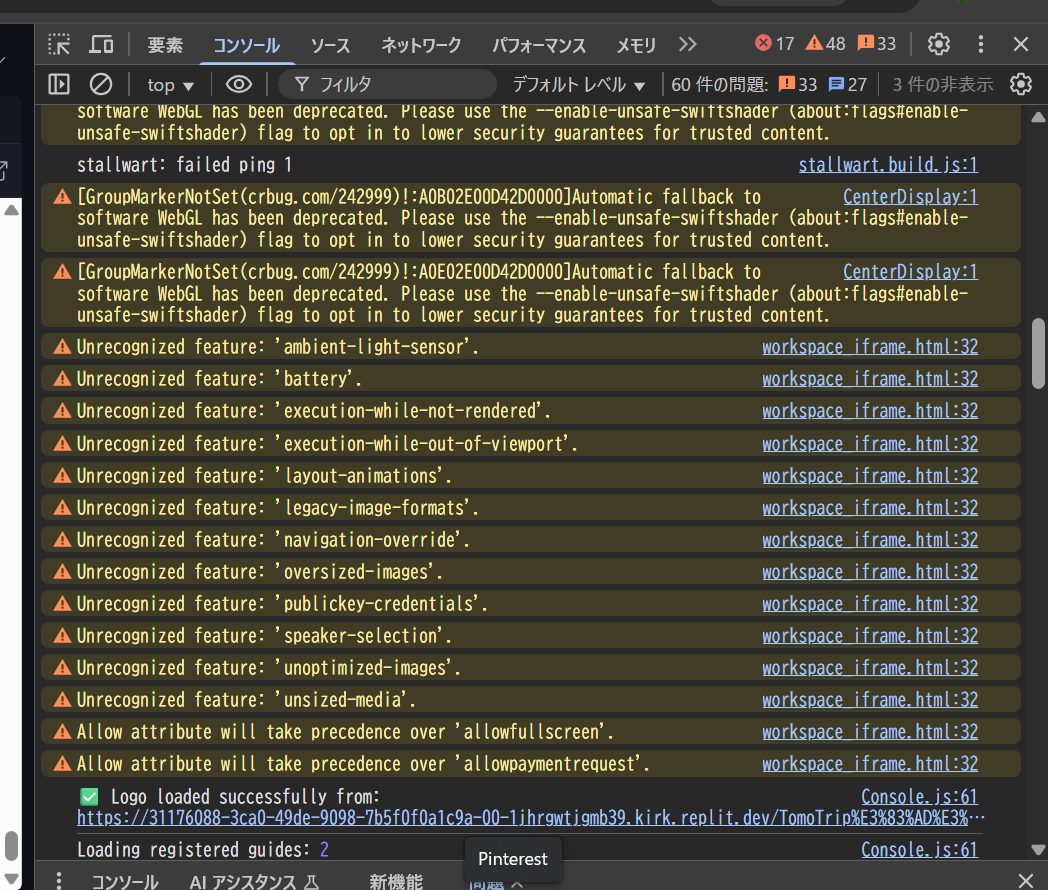 要素 コンソール ソース ネットワーク パフォーマンス メモリ 17 48 33
top フィルタ デフォルト レベル 60 件の問題: 33 27 3 件の非表示
software WebGL has been deprecated. Please use the --enable-unsafe-swiftshader (about:flags#enable-
unsafe-swiftshader) flag to opt in to lower security guarantees for trusted content.
stallwart: failed ping 1 stallwart.build.js:1
[GroupMarkerNotSet(crbug.com/242999)!:A0B02E00D42D0000]Automatic fallback to CenterDisplay:1
software WebGL has been deprecated. Please use the --enable-unsafe-swiftshader (about:flags#enable-
unsafe-swiftshader) flag to opt in to lower security guarantees for trusted content.
[GroupMarkerNotSet(crbug.com/242999)!:A0E02E00D42D0000]Automatic fallback to CenterDisplay:1
software WebGL has been deprecated. Please use the --enable-unsafe-swiftshader (about:flags#enable-
unsafe-swiftshader) flag to opt in to lower security guarantees for trusted content.
Unrecognized feature: 'ambient-light-sensor'. workspace_iframe.html:32
Unrecognized feature: 'battery'. workspace_iframe.html:32
Unrecognized feature: 'execution-while-not-rendered'. workspace_iframe.html:32
Unrecognized feature: 'execution-while-out-of-viewport'. workspace_iframe.html:32
Unrecognized feature: 'layout-animations'. workspace_iframe.html:32
Unrecognized feature: 'legacy-image-formats'. workspace_iframe.html:32
Unrecognized feature: 'navigation-override'. workspace_iframe.html:32
Unrecognized feature: 'oversized-images'. workspace_iframe.html:32
Unrecognized feature: 'publickey-credentials'. workspace_iframe.html:32
Unrecognized feature: 'speaker-selection'. workspace_iframe.html:32
Unrecognized feature: 'unoptimized-images'. workspace_iframe.html:32
Unrecognized feature: 'unsized-media'. workspace_iframe.html:32
Allow attribute will take precedence over 'allowfullscreen'. workspace_iframe.html:32
Allow attribute will take precedence over 'allowpaymentrequest'. workspace_iframe.html:32
✅ Logo loaded successfully from: Console.js:61
https://31176088-3ca0-49de-9098-7b5f0f0a1c9a-00-1jhrgwtjgmb39.kirk.replit.dev/TomoTrip%E3%83%AD%E3%…
Loading registered guides: 2 Console.js:61
Pinterest
コンソール AI アシスタンス 新機能 問題